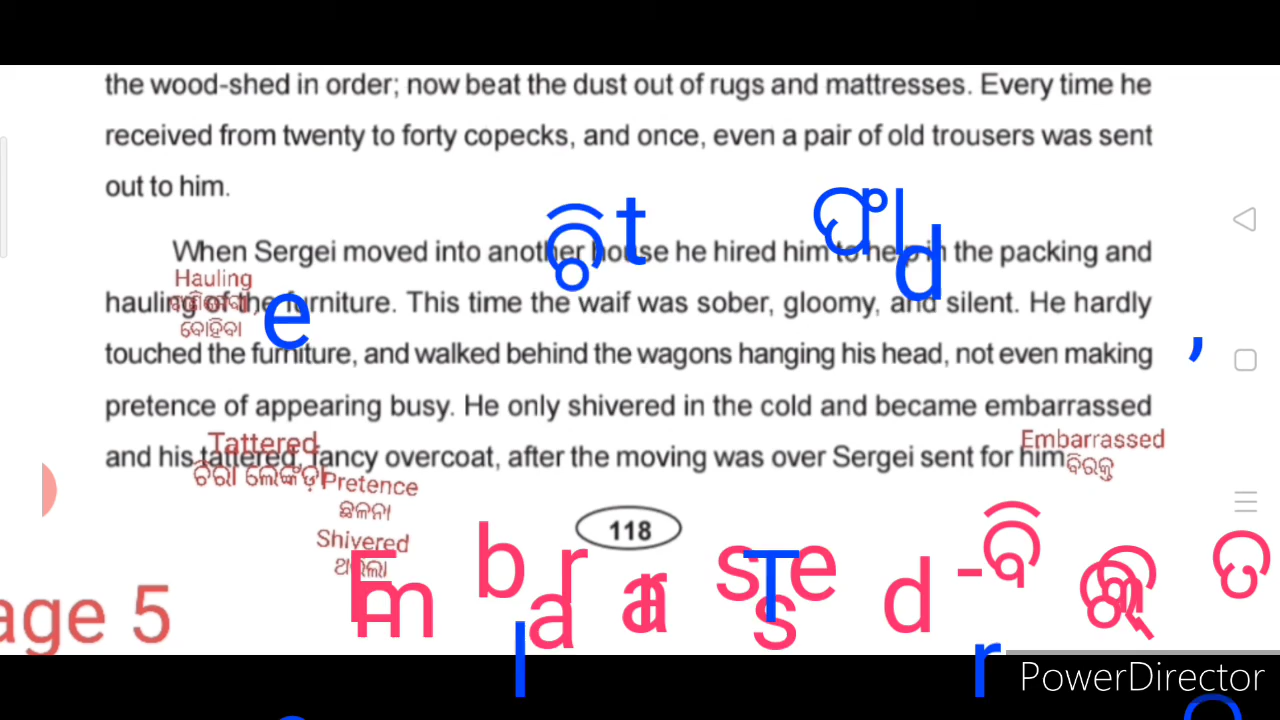 the wood-shed in order; now beat the dust out of rugs and mattresses. Every time he
received from twenty to forty copecks, and once, even a pair of old trousers was sent
out to him.
When Sergei moved into another house he hired him to help in the packing and
Hauling
hauling of the furniture. This time the waif was sober, gloomy, and silent. He hardly
ବୋହିବା
touched the furniture, and walked behind the wagons hanging his head, not even making
pretence of appearing busy. He only shivered in the cold and became embarrassed
Tattered
Embarrassed
and his tattered, fancy overcoat, after the moving was over Sergei sent for him
ଚିରା ଲେଙ୍କଡ଼ା
ବିରକ୍ତ
Pretence
ଛଳନା
118
Shivered
ଥରିଲା
Embarrassed-ବିରକ୍ତ
age 5
PowerDirector